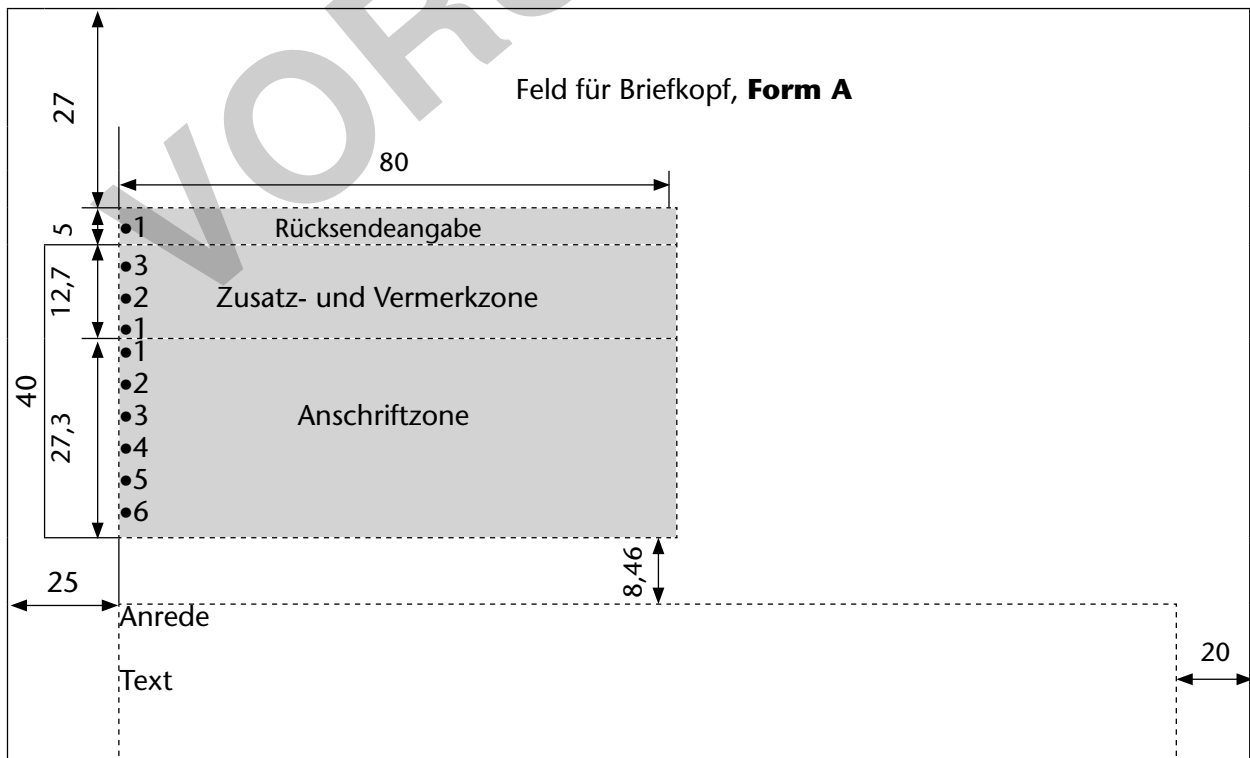 Feld für Briefkopf, Form A
27
80
5
•1 Rücksendeangabe
12,7
•3
•2 Zusatz- und Vermerkzone
•1
40
27,3
•1
•2
•3 Anschriftzone
•4
•5
•6
8,46
25
Anrede
20
Text